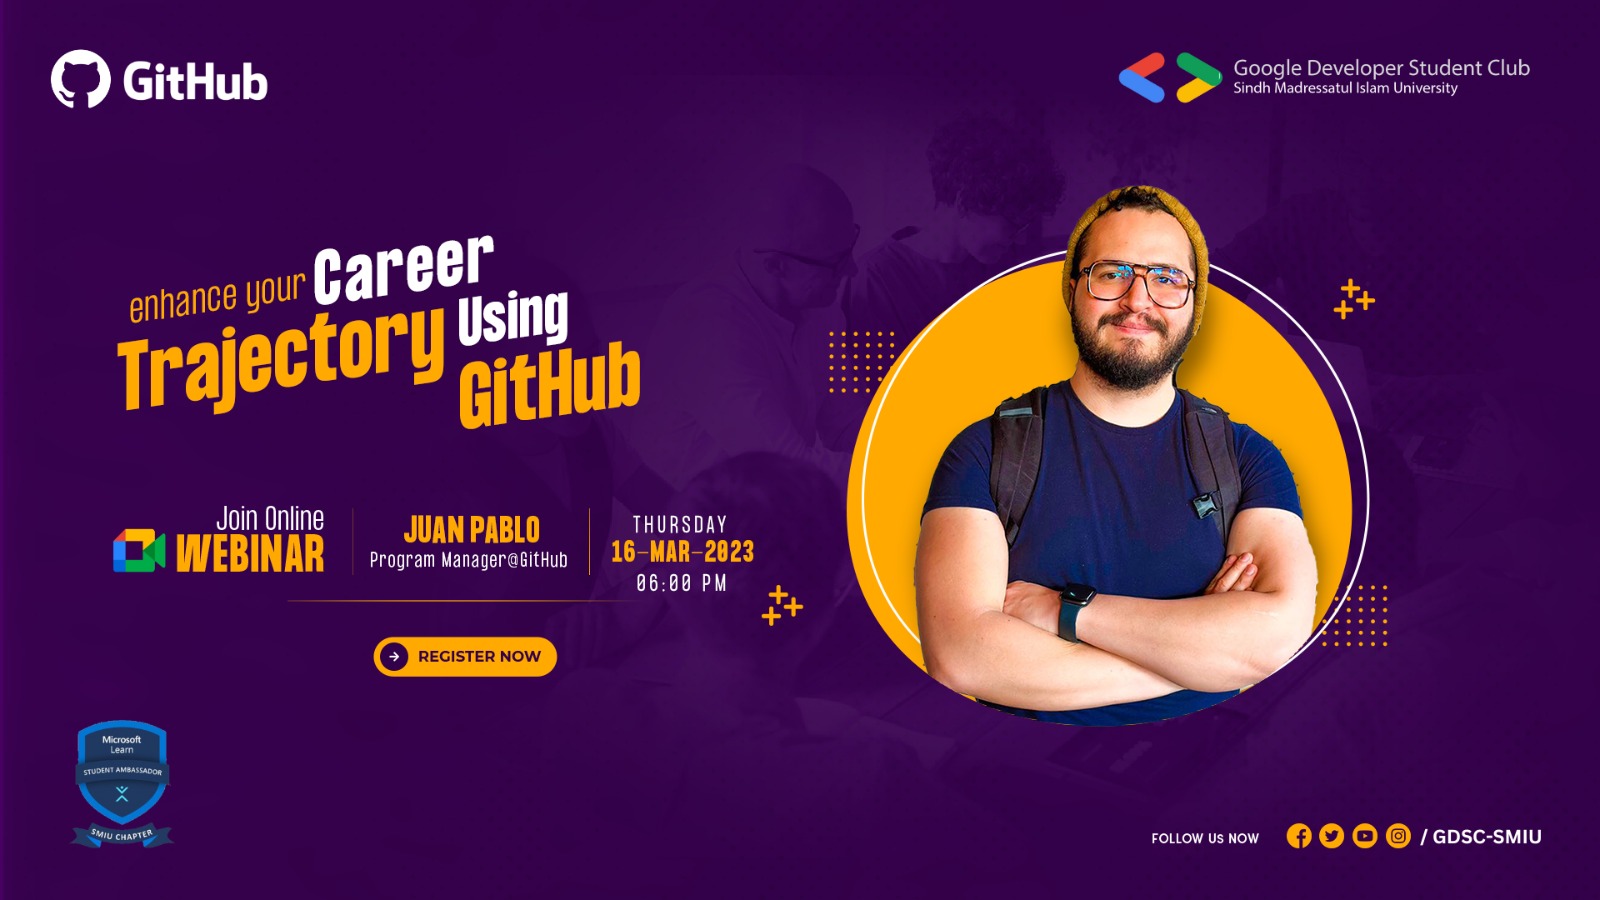 GitHub
Google Developer Student Club
Sindh Madressatul Islam University
enhance your Career
Trajectory Using
GitHub
Join Online
WEBINAR
JUAN PABLO
Program Manager@GitHub
THURSDAY
16-MAR-2023
06:00 PM
REGISTER NOW
Microsoft
Learn
STUDENT AMBASSADOR
SMIU CHAPTER
FOLLOW US NOW
/ GDSC-SMIU